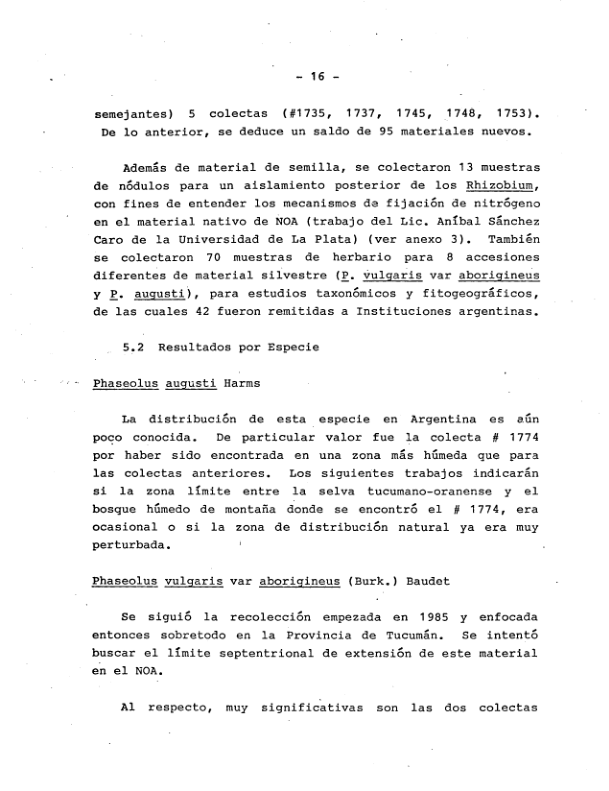 - 16 -
semejantes) 5 colectas (#1735, 1737, 1745, 1748, 1753).
De lo anterior, se deduce un saldo de 95 materiales nuevos.
Además de material de semilla, se colectaron 13 muestras
de nódulos para un aislamiento posterior de los Rhizobium,
con fines de entender los mecanismos de fijación de nitrógeno
en el material nativo de NOA (trabajo del Lic. Aníbal Sánchez
Caro de la Universidad de La Plata) (ver anexo 3). También
se colectaron 70 muestras de herbario para 8 accesiones
diferentes de material silvestre (P. vulgaris var aborigineus
y P. augusti), para estudios taxonómicos y fitogeográficos,
de las cuales 42 fueron remitidas a Instituciones argentinas.
5.2 Resultados por Especie
Phaseolus augusti Harms
La distribución de esta especie en Argentina es aún
poco conocida. De particular valor fue la colecta # 1774
por haber sido encontrada en una zona más húmeda que para
las colectas anteriores. Los siguientes trabajos indicarán
si la zona límite entre la selva tucumano-oranense y el
bosque húmedo de montaña donde se encontró el # 1774, era
ocasional o si la zona de distribución natural ya era muy
perturbada.
Phaseolus vulgaris var aborigineus (Burk.) Baudet
Se siguió la recolección empezada en 1985 y enfocada
entonces sobretodo en la Provincia de Tucumán. Se intentó
buscar el límite septentrional de extensión de este material
en el NOA.
Al respecto, muy significativas son las dos colectas